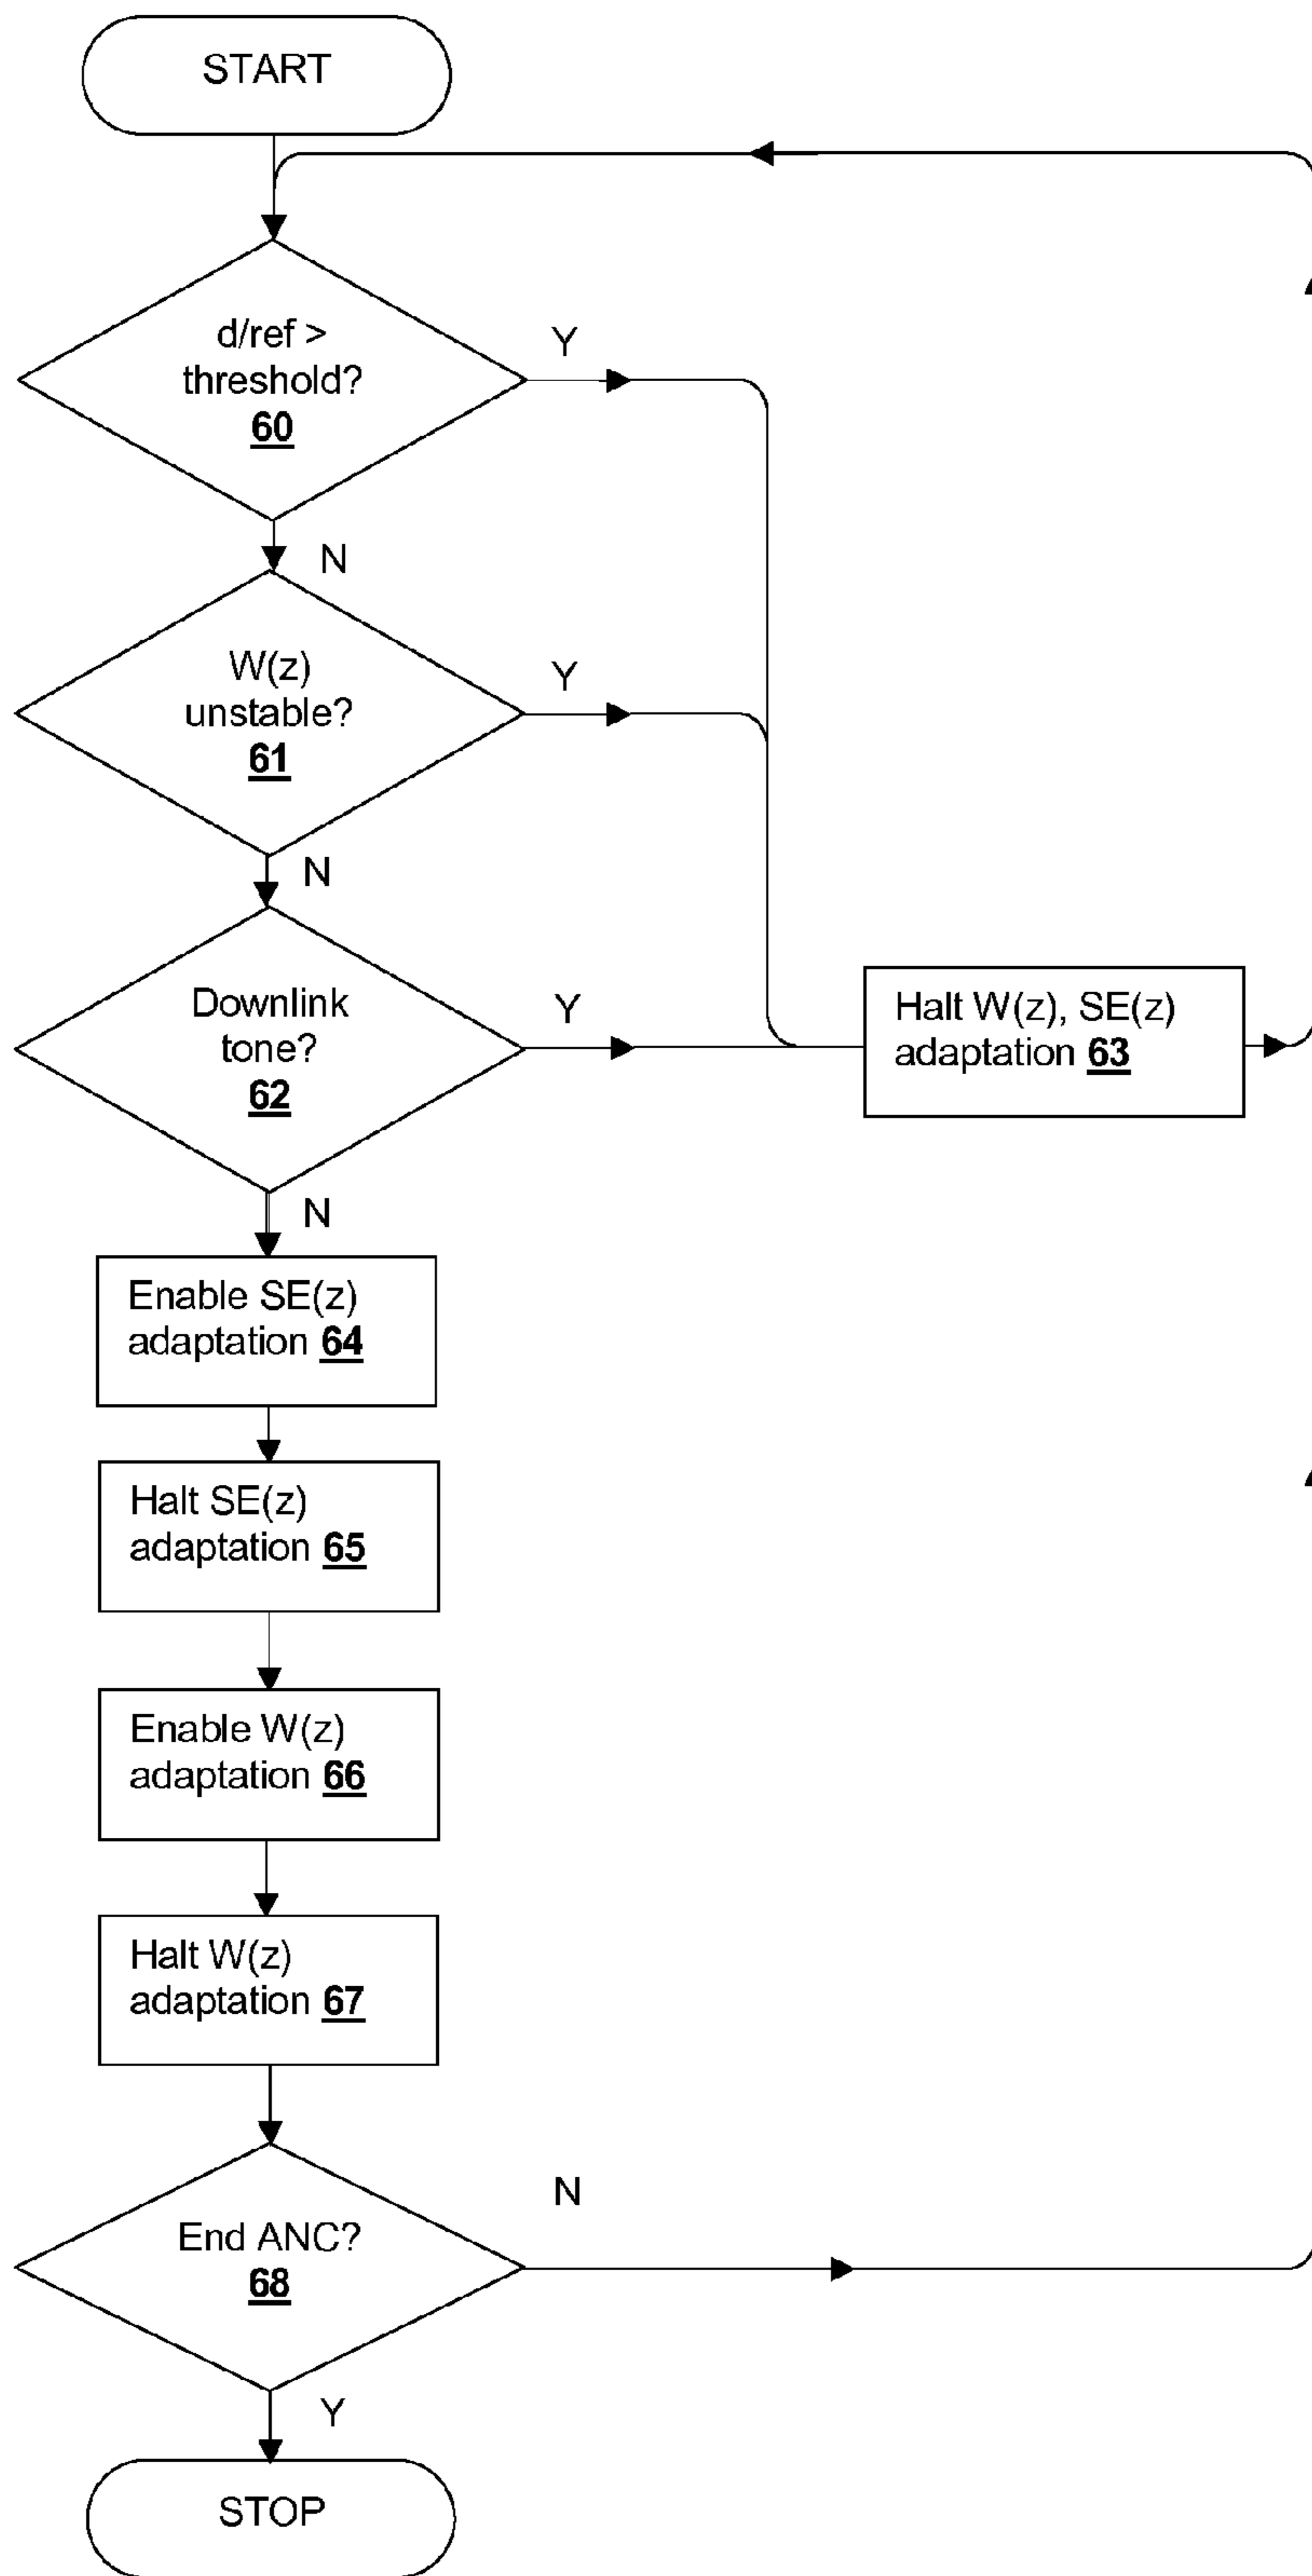 START
d/ref >
threshold?
60
Y
N
W(z)
unstable?
61
Y
N
Downlink
tone?
62
Y
Halt W(z), SE(z)
adaptation 63
N
Enable SE(z)
adaptation 64
Halt SE(z)
adaptation 65
Enable W(z)
adaptation 66
Halt W(z)
adaptation 67
End ANC?
68
N
Y
STOP